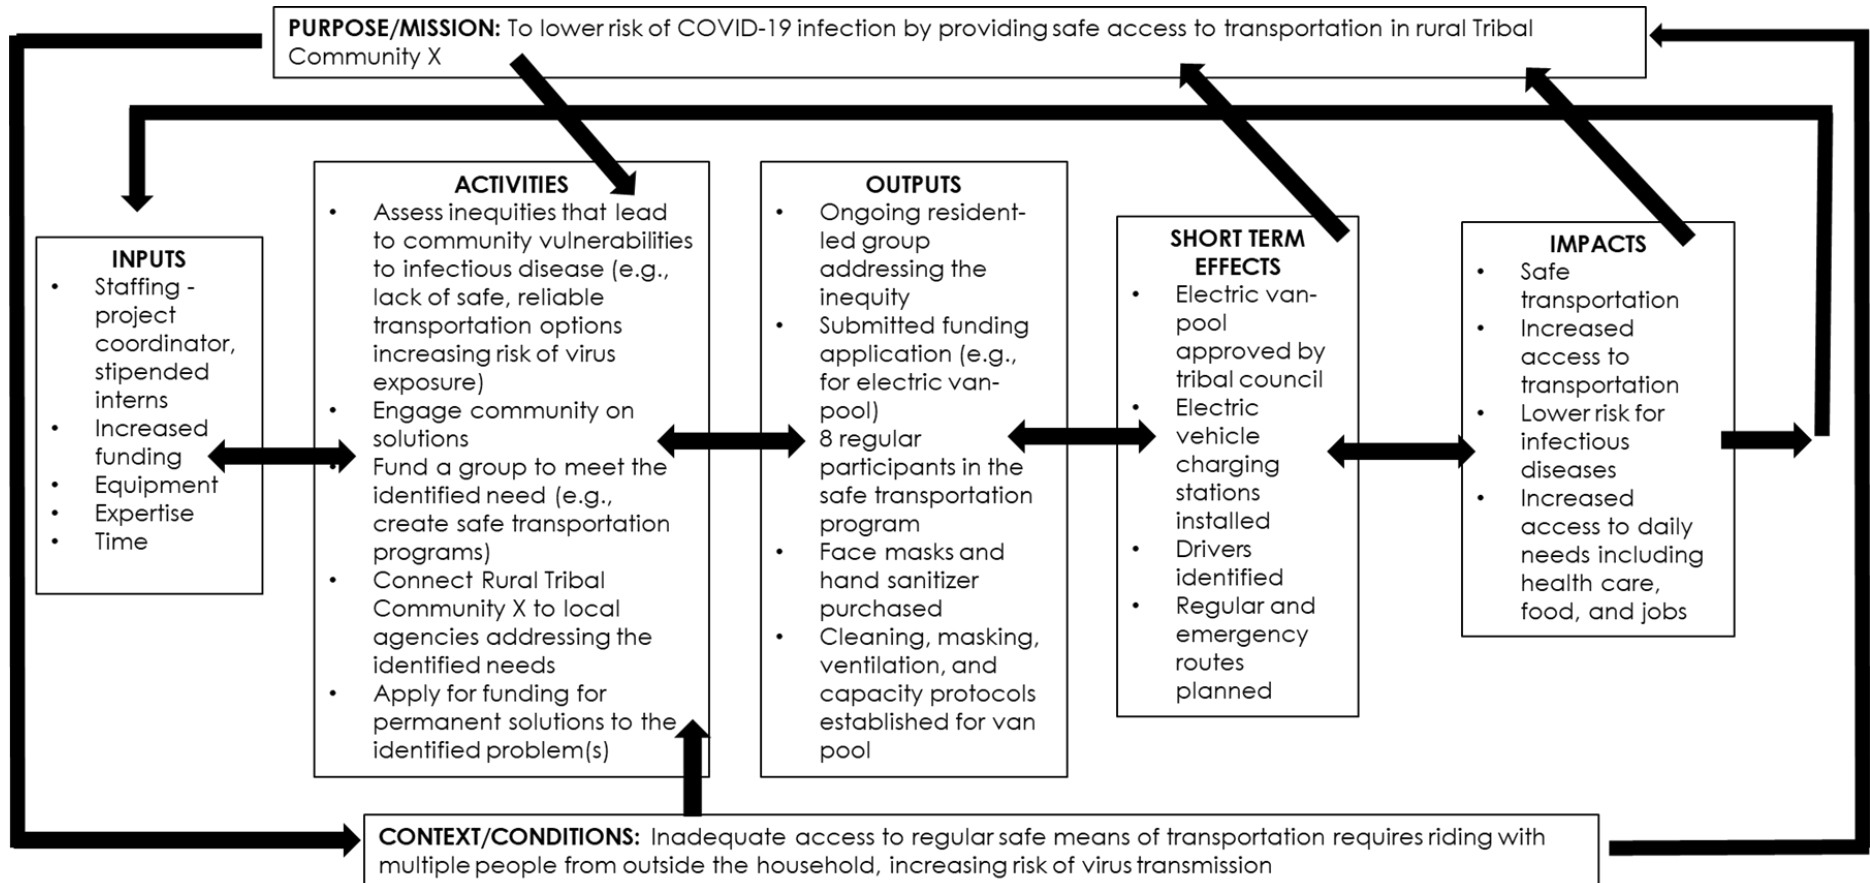 PURPOSE/MISSION: To lower risk of COVID-19 infection by providing safe access to transportation in rural Tribal
Community X
INPUTS
• Staffing -
project
coordinator,
stipended
interns
• Increased
funding
• Equipment
• Expertise
• Time
ACTIVITIES
• Assess inequities that lead
to community vulnerabilities
to infectious disease (e.g.,
lack of safe, reliable
transportation options
increasing risk of virus
exposure)
• Engage community on
solutions
• Fund a group to meet the
identified need (e.g.,
create safe transportation
programs)
• Connect Rural Tribal
Community X to local
agencies addressing the
identified needs
• Apply for funding for
permanent solutions to the
identified problem(s)
OUTPUTS
• Ongoing resident-
led group
addressing the
inequity
• Submitted funding
application (e.g.,
for electric van-
pool)
• 8 regular
participants in the
safe transportation
program
• Face masks and
hand sanitizer
purchased
• Cleaning, masking,
ventilation, and
capacity protocols
established for van
pool
SHORT TERM
EFFECTS
• Electric van-
pool
approved by
tribal council
• Electric
vehicle
charging
stations
installed
• Drivers
identified
• Regular and
emergency
routes
planned
IMPACTS
• Safe
transportation
• Increased
access to
transportation
• Lower risk for
infectious
diseases
• Increased
access to daily
needs including
health care,
food, and jobs
CONTEXT/CONDITIONS: Inadequate access to regular safe means of transportation requires riding with
multiple people from outside the household, increasing risk of virus transmission